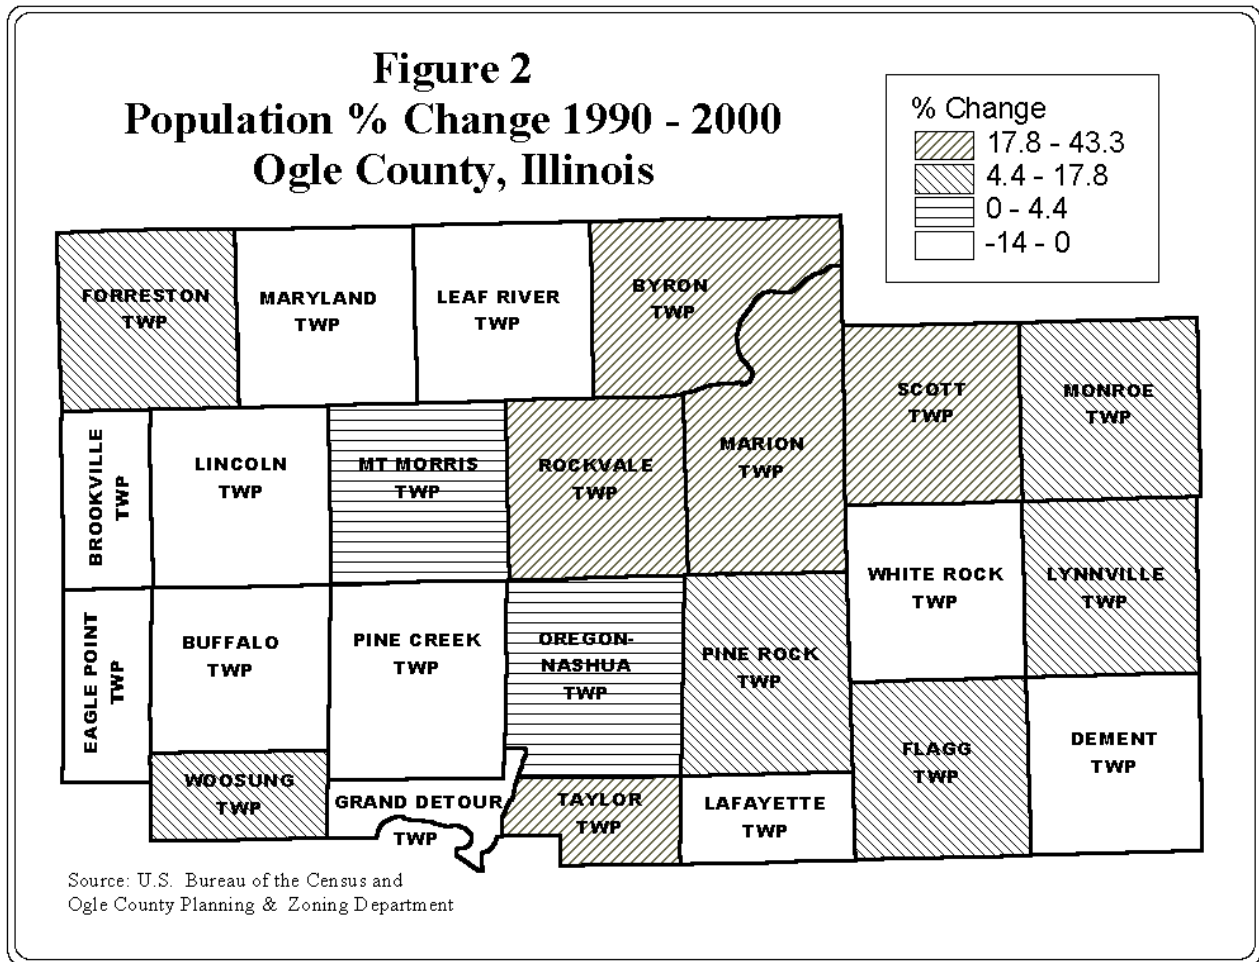 Figure 2
Population % Change 1990 - 2000
Ogle County, Illinois
% Change
17.8 - 43.3
4.4 - 17.8
0 - 4.4
-14 - 0
FORRESTON
TWP
MARYLAND
TWP
LEAF RIVER
TWP
BYRON
TWP
SCOTT
TWP
MONROE
TWP
BROOKVILLE
TWP
LINCOLN
TWP
MT MORRIS
TWP
ROCKVALE
TWP
MARION
TWP
WHITE ROCK
TWP
LYNNVILLE
TWP
EAGLE POINT
TWP
BUFFALO
TWP
PINE CREEK
TWP
OREGON-
NASHUA
TWP
PINE ROCK
TWP
FLAGG
TWP
DEMENT
TWP
WOOSUNG
TWP
GRAND DETOUR
TWP
TAYLOR
TWP
LAFAYETTE
TWP
Source: U.S. Bureau of the Census and
Ogle County Planning & Zoning Department